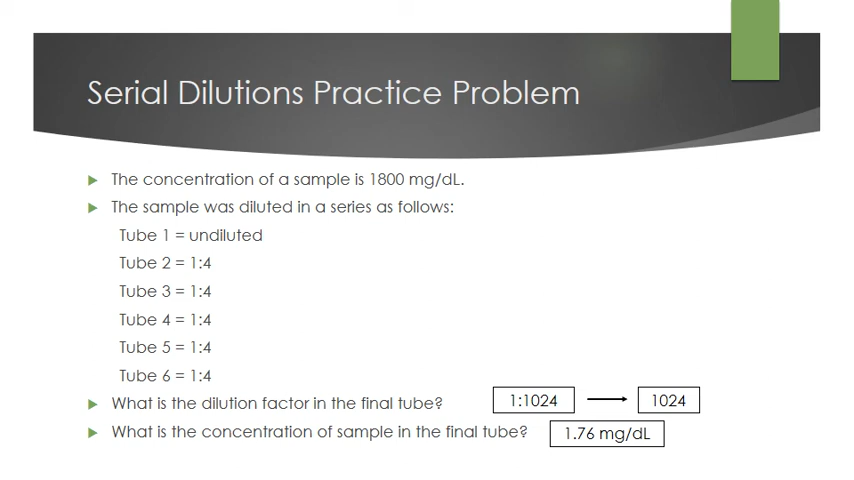 Serial Dilutions Practice Problem
The concentration of a sample is 1800 mg/dL.
The sample was diluted in a series as follows:
Tube 1 = undiluted
Tube 2 = 1:4
Tube 3 = 1:4
Tube 4 = 1:4
Tube 5 = 1:4
Tube 6 = 1:4
What is the dilution factor in the final tube? 1:1024 1024
What is the concentration of sample in the final tube? 1.76 mg/dL